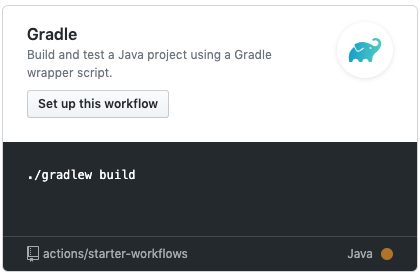 Gradle
Build and test a Java project using a Gradle
wrapper script.
Set up this workflow
./gradlew build
actions/starter-workflows
Java